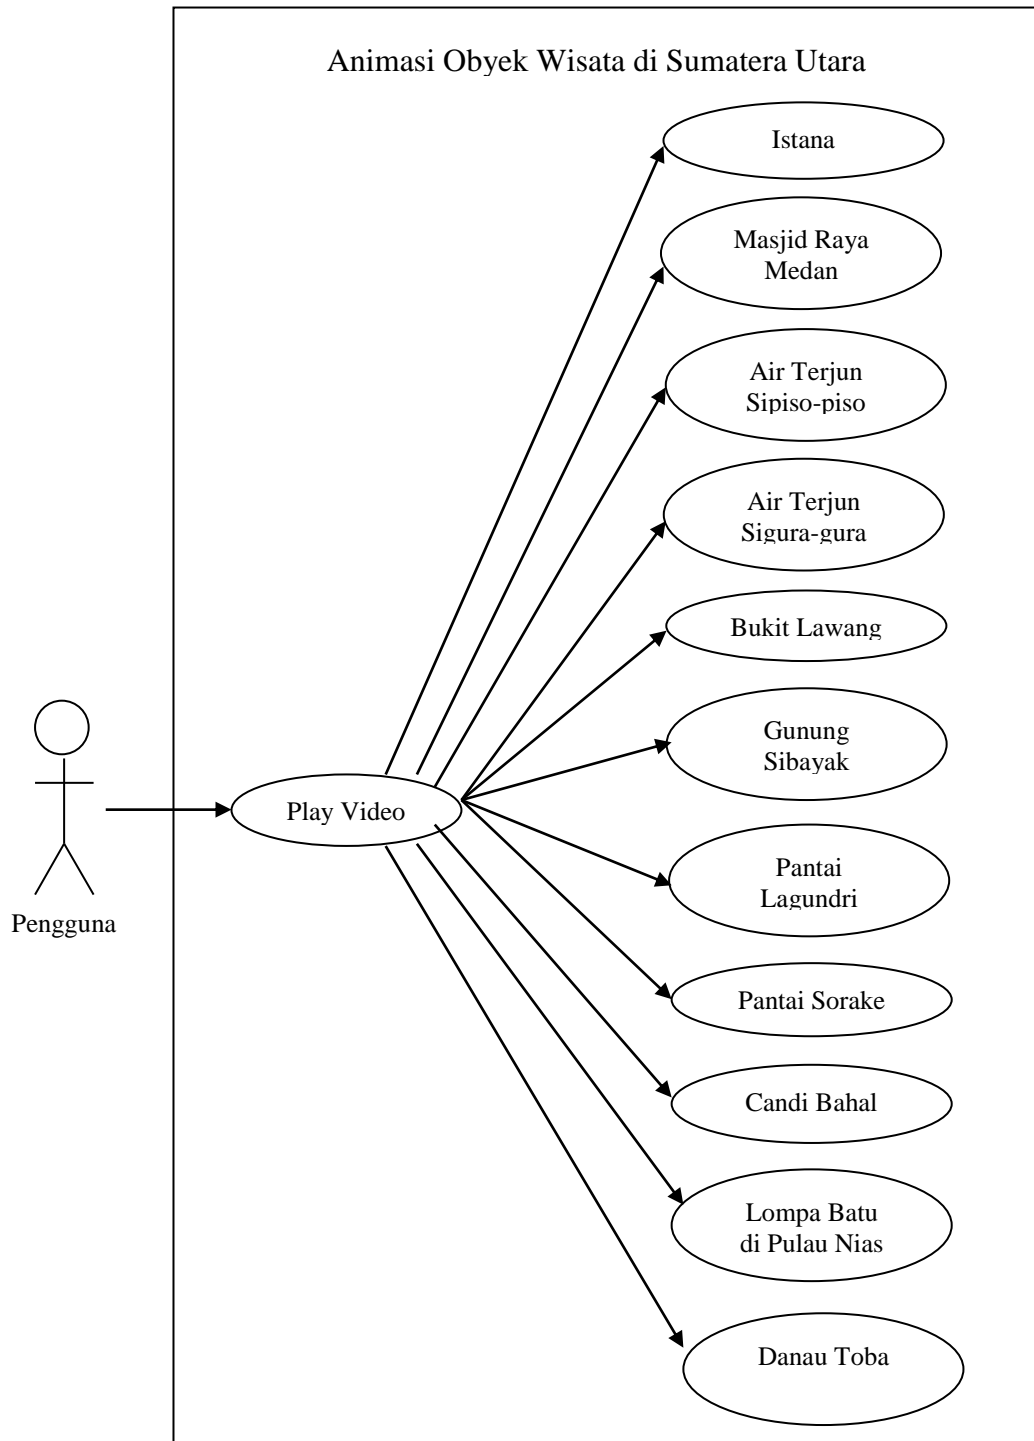 Animasi Obyek Wisata di Sumatera Utara
Istana
Masjid Raya
Medan
Air Terjun
Sipiso-piso
Air Terjun
Sigura-gura
Bukit Lawang
Gunung
Sibayak
Play Video
Pengguna
Pantai
Lagundri
Pantai Sorake
Candi Bahal
Lompa Batu
di Pulau Nias
Danau Toba